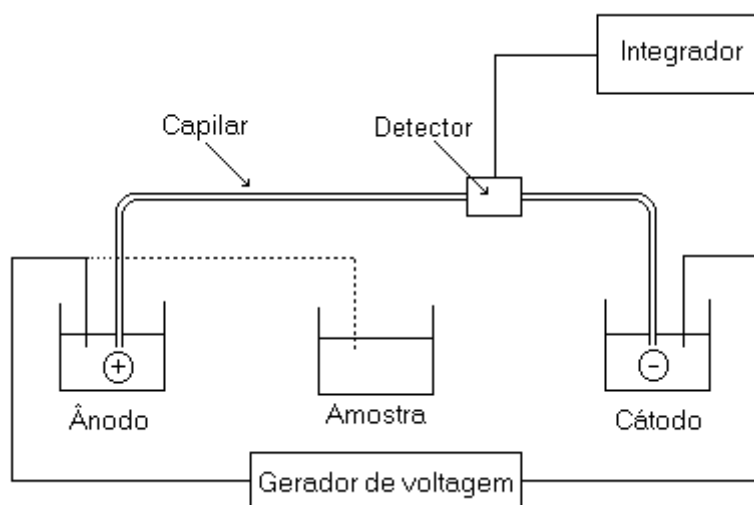 Integrador
Capilar
Detector
+
−
Ânodo
Amostra
Cátodo
Gerador de voltagem